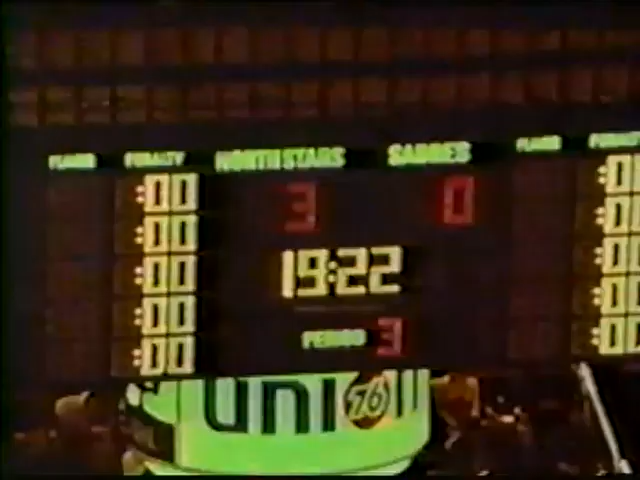 PLAYER PENALTY NORTH STARS SABRES PLAYER PENALTY
:00 3 0 :00
:00 :00
:00 19:22 :00
:00 :00
:00 PERIOD 3 :00
UNI 76